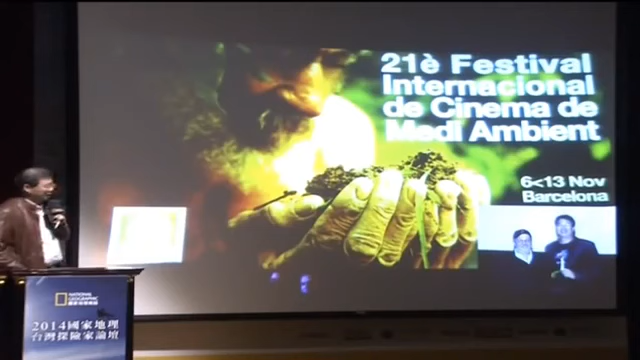 21è Festival
Internacional
de Cinema de
Medi Ambient
6<13 Nov
Barcelona
NATIONAL
GEOGRAPHIC
2014國家地理
台灣探險家論壇